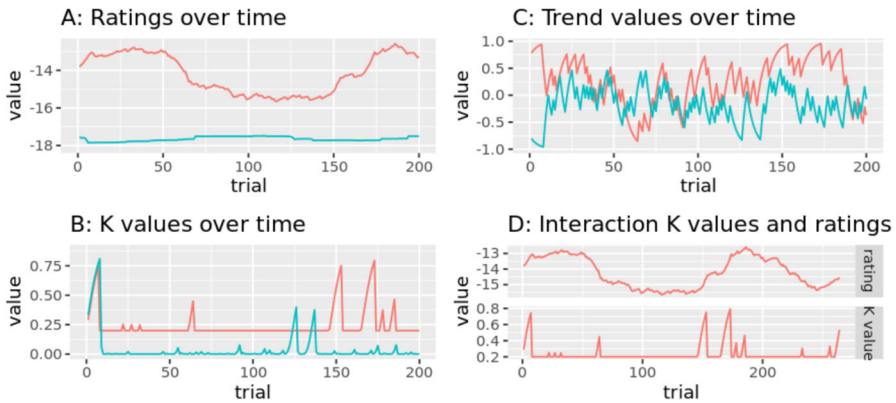 A: Ratings over time
value
-14
-16
-18
0
50
100
150
200
trial
C: Trend values over time
value
1.0
0.5
0.0
-0.5
-1.0
0
50
100
150
200
trial
B: K values over time
value
0.75
0.50
0.25
0.00
0
50
100
150
200
trial
D: Interaction K values and ratings
value
-13
-14
-15
rating
0.8
0.6
0.4
0.2
K value
0
100
200
trial